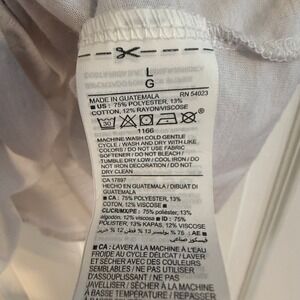 L
G
MADE IN GUATEMALA RN 54023
■ US: 75% POLYESTER, 13%
COTTON, 12% RAYON/VISCOSE
30
1166
MACHINE WASH COLD GENTLE
CYCLE / WASH AND DRY WITH LIKE
COLORS / DO NOT USE FABRIC
SOFTENER / DO NOT BLEACH /
TUMBLE DRY LOW / COOL IRON / DO
NOT IRON DECORATION / DO NOT
DRY CLEAN
CA 17897
HECHO EN GUATEMALA / DIBUAT DI
GUATEMALA
■ CA: 75% POLYESTER, 13%
COTON, 12% VISCOSE ■
CL/CR/MX/PE: 75% poliéster, 13%
algodón, 12% viscosa ■ ID: 75%
POLIESTER, 13% KAPAS, 12% VISCOSE
■ AE:
■ CA: LAVER À LA MACHINE À L'EAU
FROIDE AU CYCLE DÉLICAT / LAVER
ET SÉCHER AVEC DES COULEURS
SEMBLABLES / NE PAS UTILISER
D'ASSOUPLISSANT / NE PAS
JAVELLISER / SÉCHER À LA MACHINE
À BASSE TEMPÉRATURE / REPASSER